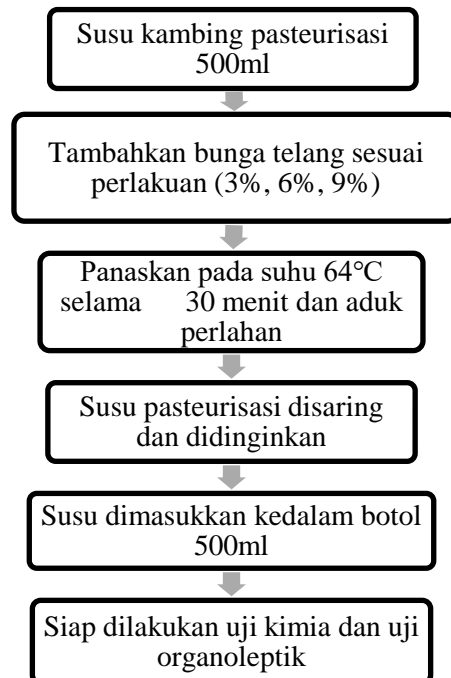 Susu kambing pasteurisasi
500ml
Tambahkan bunga telang sesuai
perlakuan (3%, 6%, 9%)
Panaskan pada suhu 64°C
selama 30 menit dan aduk
perlahan
Susu pasteurisasi disaring
dan didinginkan
Susu dimasukkan kedalam botol
500ml
Siap dilakukan uji kimia dan uji
organoleptik